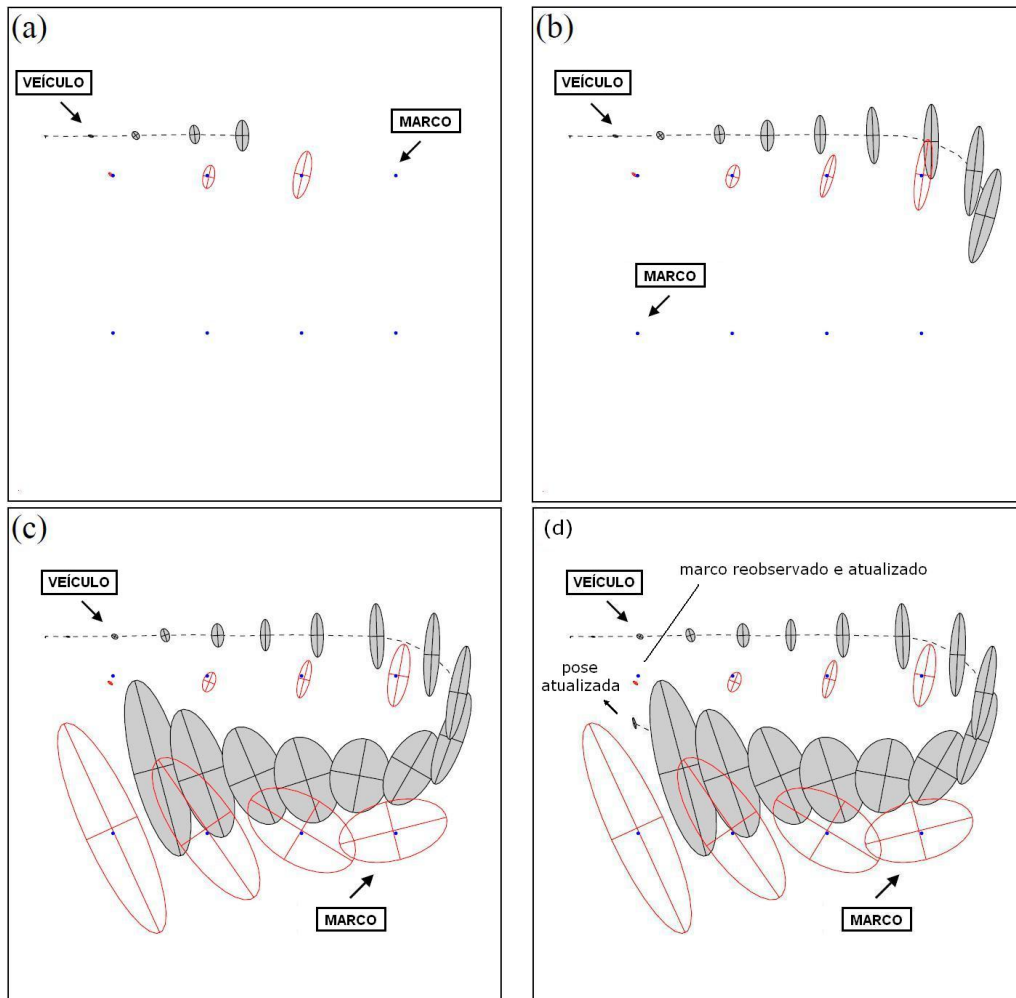 (a)
VEÍCULO
MARCO
(b)
VEÍCULO
MARCO
(c)
VEÍCULO
MARCO
(d)
marco reobservado e atualizado
VEÍCULO
pose
atualizada
MARCO